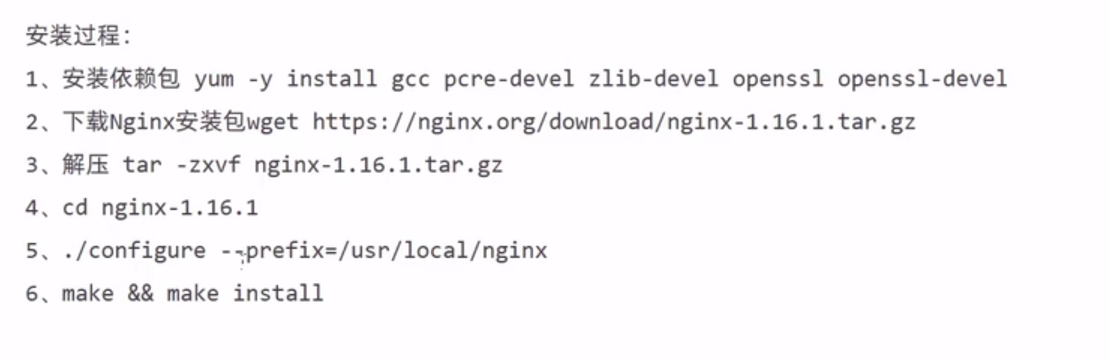 安装过程：
1、安装依赖包 yum -y install gcc pcre-devel zlib-devel openssl openssl-devel
2、下载Nginx安装包wget https://nginx.org/download/nginx-1.16.1.tar.gz
3、解压 tar -zxvf nginx-1.16.1.tar.gz
4、cd nginx-1.16.1
5、./configure --prefix=/usr/local/nginx
6、make && make install